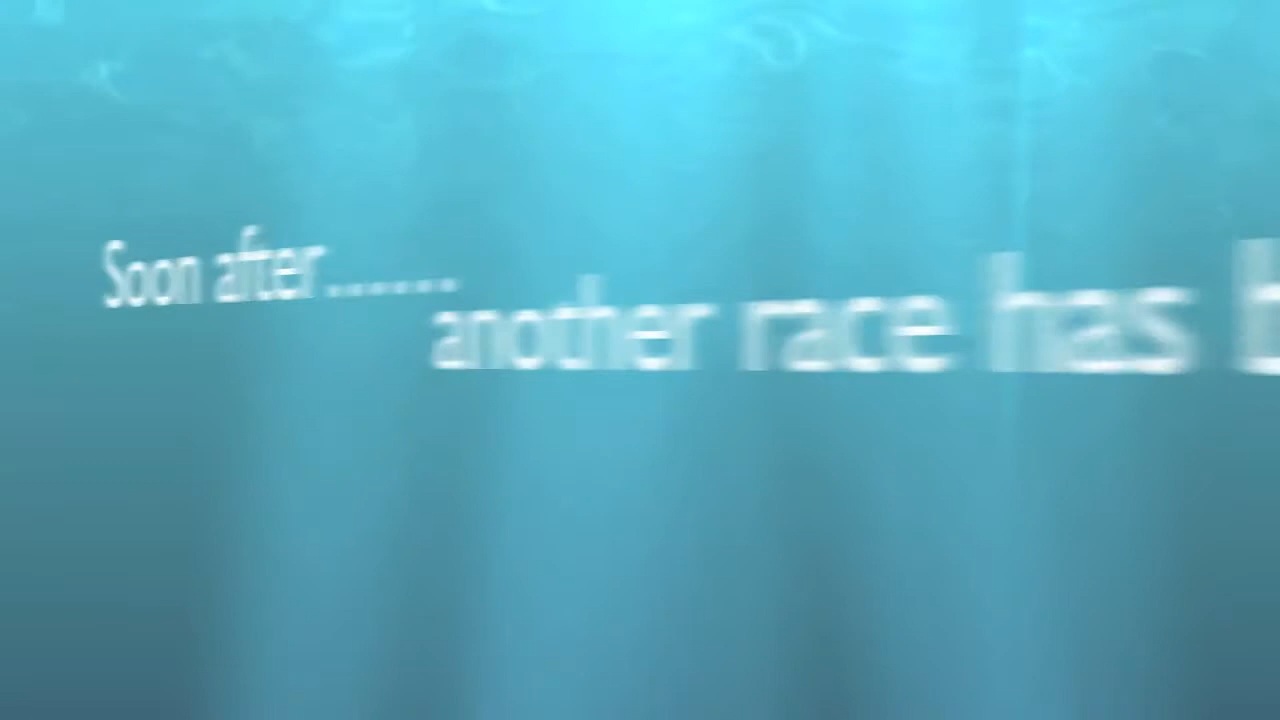 Soon after.......
another race has b